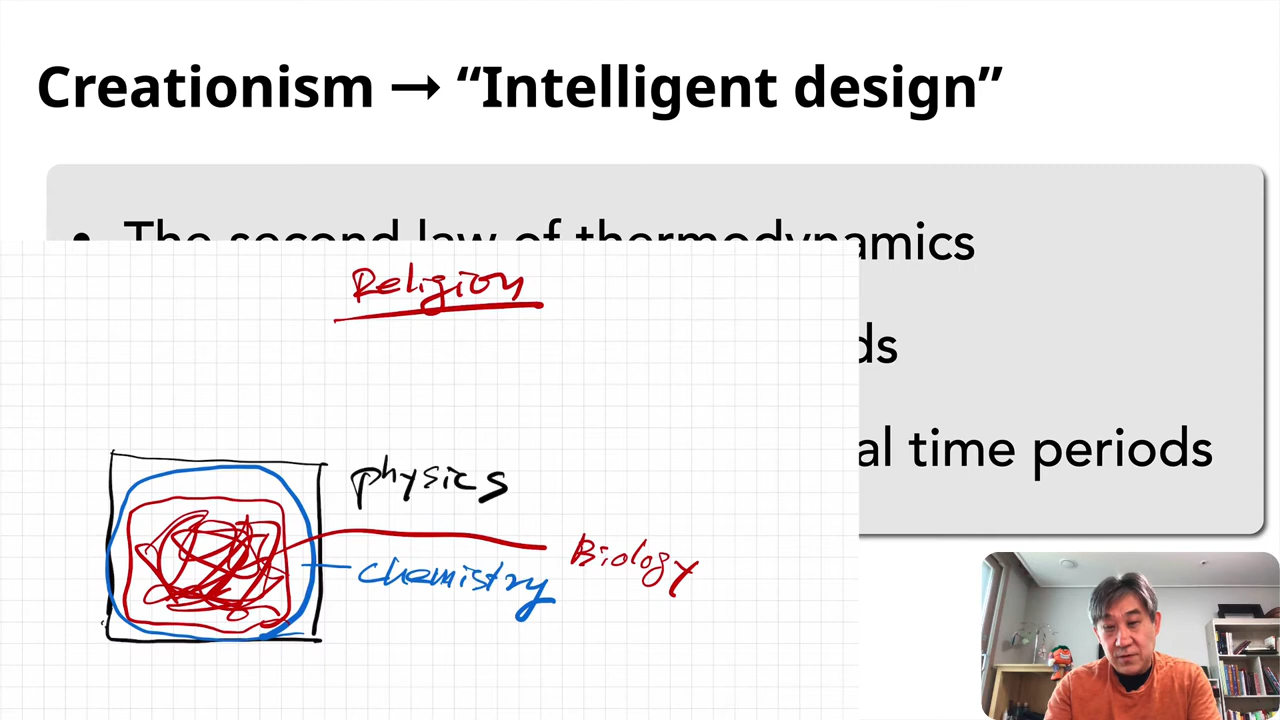 Creationism → “Intelligent design”
• The second law of thermodynamics
ds
al time periods
Religion
physics
chemistry
Biology